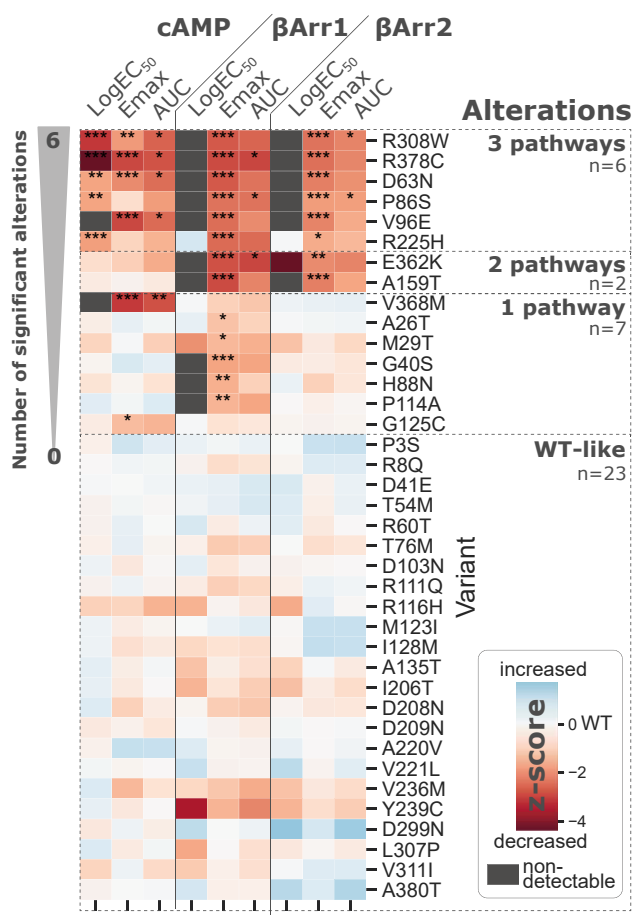 cAMP βArr1 βArr2
LogEC50 Emax AUC LogEC50 Emax AUC LogEC50 Emax AUC
Alterations
Number of significant alterations
6
0
3 pathways
n=6
2 pathways
n=2
1 pathway
n=7
WT-like
n=23
*** ** * *** *** * R308W
*** *** * *** * *** R378C
** *** * *** *** D63N
** *** * *** * P86S
*** * *** *** V96E
*** *** * R225H
*** * ** E362K
*** *** A159T
*** ** V368M
* A26T
* M29T
*** G40S
** H88N
** P114A
* G125C
P3S
R8Q
D41E
T54M
R60T
T76M
D103N
R111Q
R116H
M123I
I128M
A135T
I206T
D208N
D209N
A220V
V221L
V236M
Y239C
D299N
L307P
V311I
A380T
Variant
increased
z-score
0 WT
−2
−4
decreased
non-
detectable